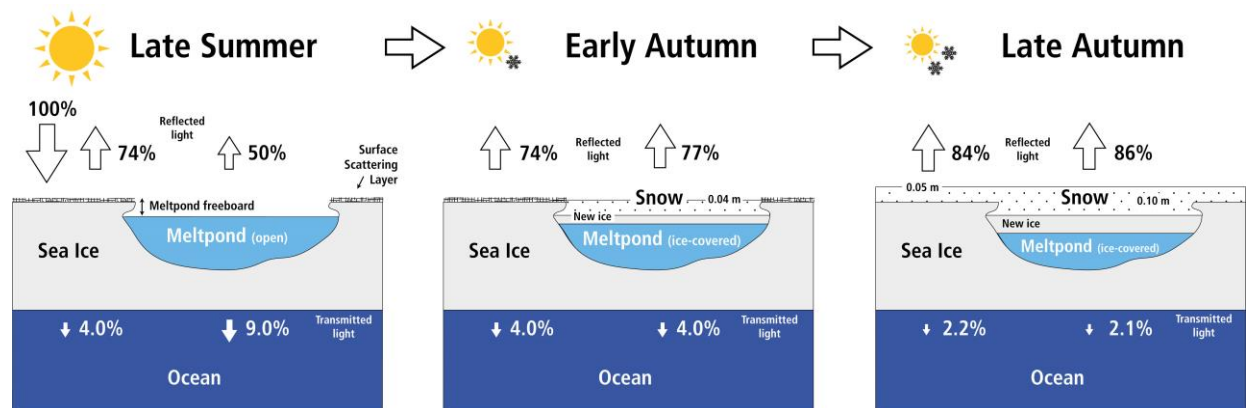 Late Summer
Early Autumn
Late Autumn
100%
74%
Reflected
light
50%
Surface
Scattering
Layer
Meltpond freeboard
Meltpond (open)
Sea Ice
4.0%
9.0%
Transmitted
light
Ocean
74%
Reflected
light
77%
Snow
0.04 m
New ice
Meltpond (ice-covered)
Sea Ice
4.0%
4.0%
Transmitted
light
Ocean
84%
Reflected
light
86%
0.05 m
Snow
0.10 m
New ice
Meltpond (ice-covered)
Sea Ice
2.2%
2.1%
Transmitted
light
Ocean